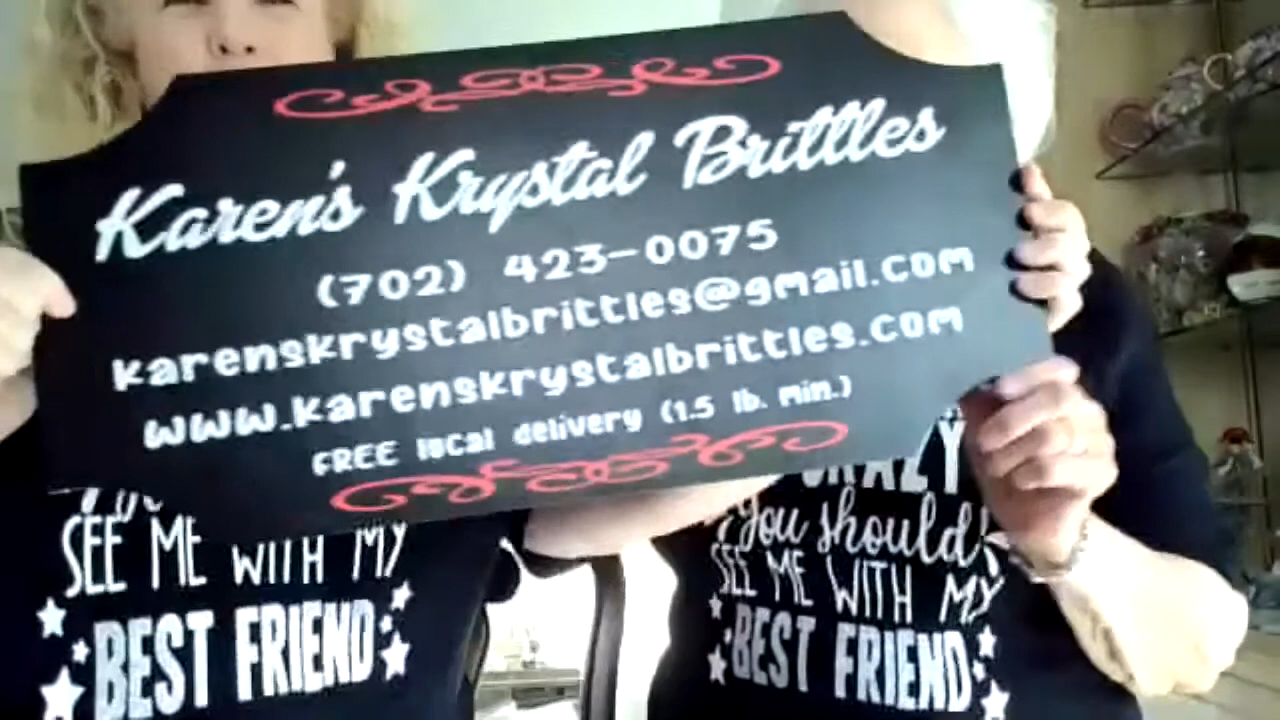 Karen's Krystal Brittles
(702) 423-0075
karenskrystalbrittles@gmail.com
www.karenskrystalbrittles.com
FREE local delivery (1.5 lb. Min.)
SEE ME WITH MY
BEST FRIEND
CRAZY
you should
SEE ME WITH MY
BEST FRIEND